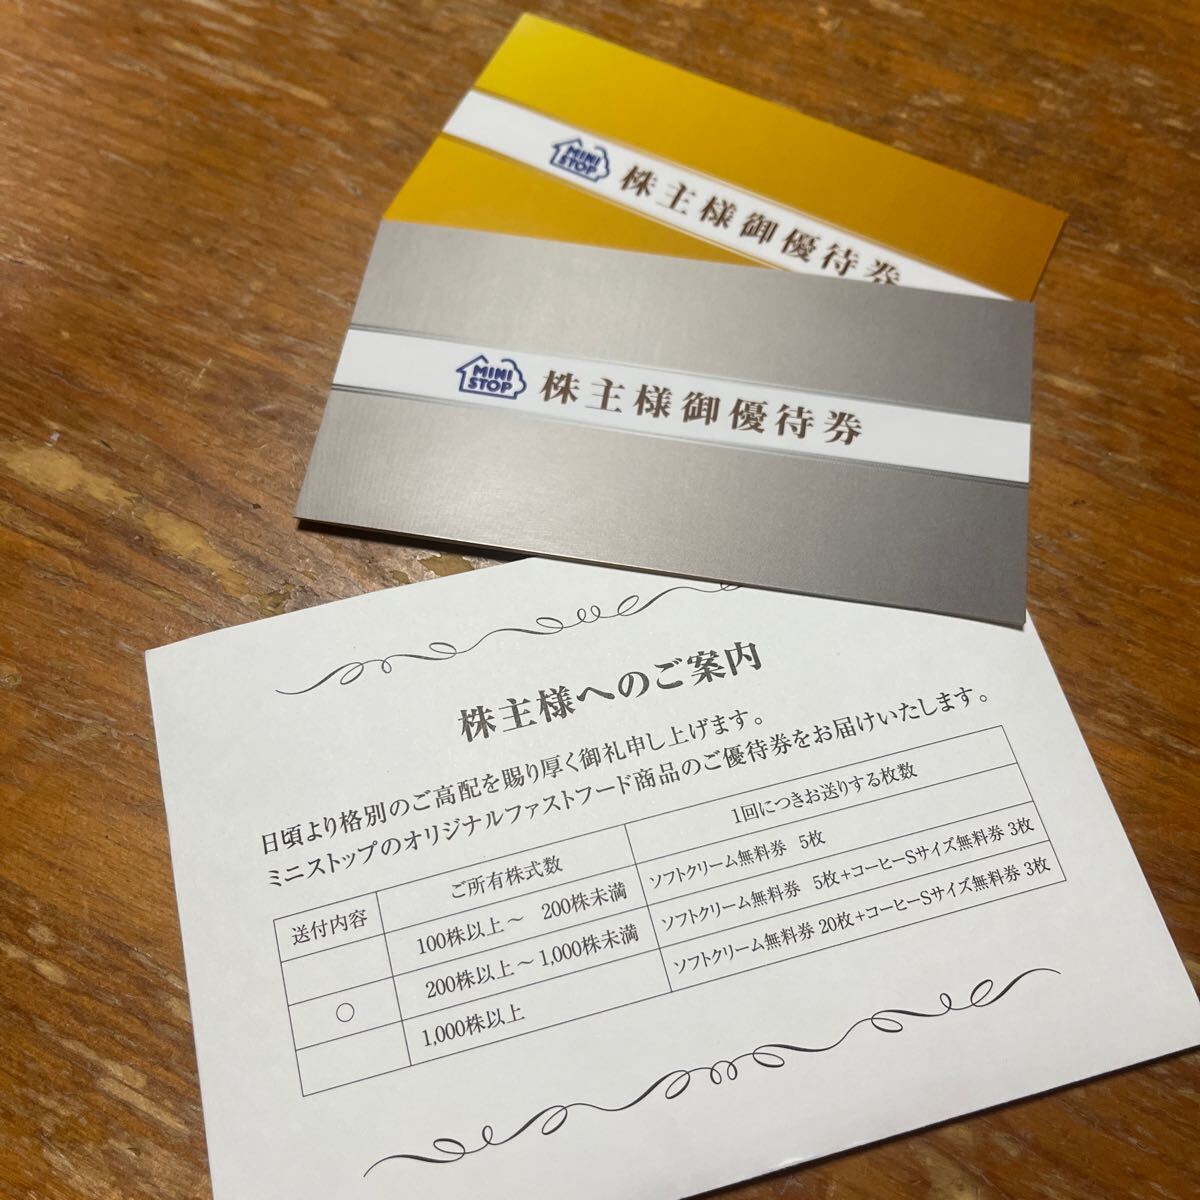 MINI
STOP
株主様御優待券
MINI
STOP
株主様御優待券
株主様へのご案内
日頃より格別のご高配を賜り厚く御礼申し上げます。
ミニストップのオリジナルファストフード商品のご優待券をお届けいたします。
送付内容 ご所有株式数 1回につきお送りする枚数
100株以上～ 200株未満 ソフトクリーム無料券 5枚
○ 200株以上～1,000株未満 ソフトクリーム無料券 5枚+コーヒーSサイズ無料券 3枚
1,000株以上 ソフトクリーム無料券 20枚+コーヒーSサイズ無料券 3枚